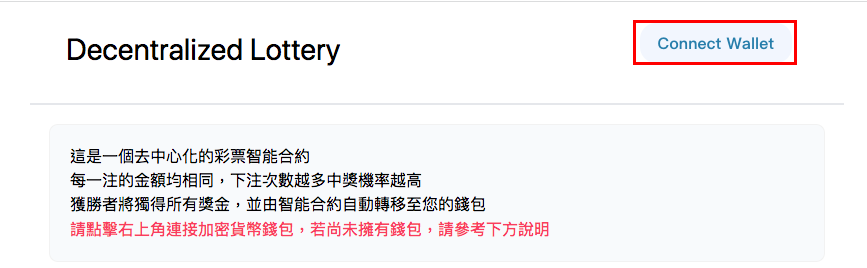 Decentralized Lottery
Connect Wallet
這是一個去中心化的彩票智能合約
每一注的金額均相同，下注次數越多中獎機率越高
獲勝者將獨得所有獎金，並由智能合約自動轉移至您的錢包
請點擊右上角連接加密貨幣錢包，若尚未擁有錢包，請參考下方說明